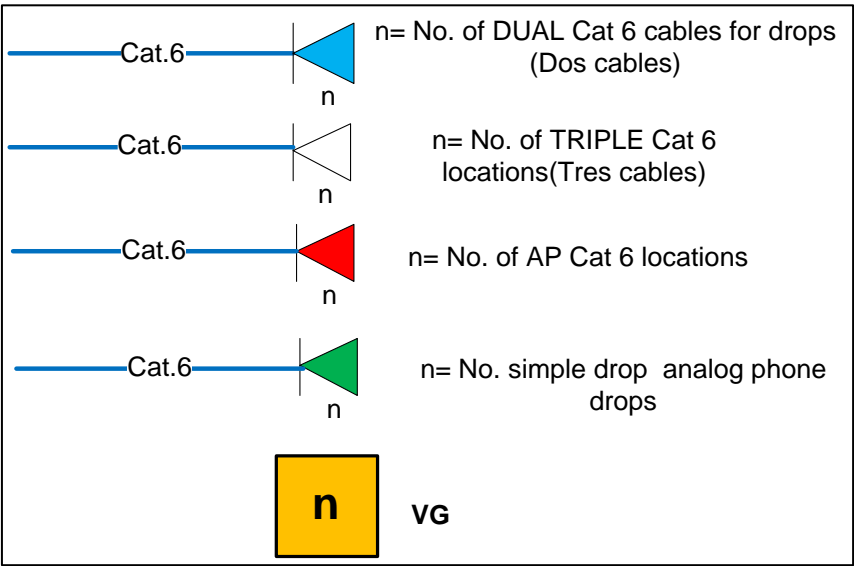 Cat.6
n
n= No. of DUAL Cat 6 cables for drops
(Dos cables)
Cat.6
n
n= No. of TRIPLE Cat 6
locations(Tres cables)
Cat.6
n
n= No. of AP Cat 6 locations
Cat.6
n
n= No. simple drop  analog phone
drops
n
VG